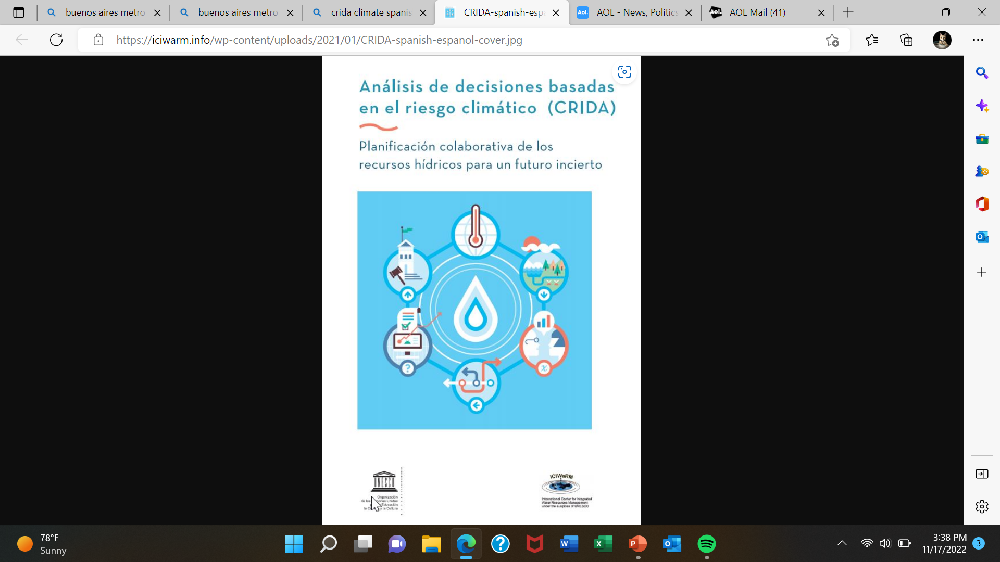 buenos aires metro
buenos aires metro
crida climate spanis
CRIDA-spanish-esp
Aol.
AOL - News, Politics
Aol.
AOL Mail (41)
https://iciwarm.info/wp-content/uploads/2021/01/CRIDA-spanish-espanol-cover.jpg
Análisis de decisiones basadas
en el riesgo climático (CRIDA)
Planificación colaborativa de los
recursos hídricos para un futuro incierto
?
x
UNESCO
Organización
de las Unidas
Educación,
la y la Cultura
ICIWaRM
International Center for Integrated
Water Resources Management
under the auspices of UNESCO
78°F
Sunny
3:38 PM
11/17/2022
3